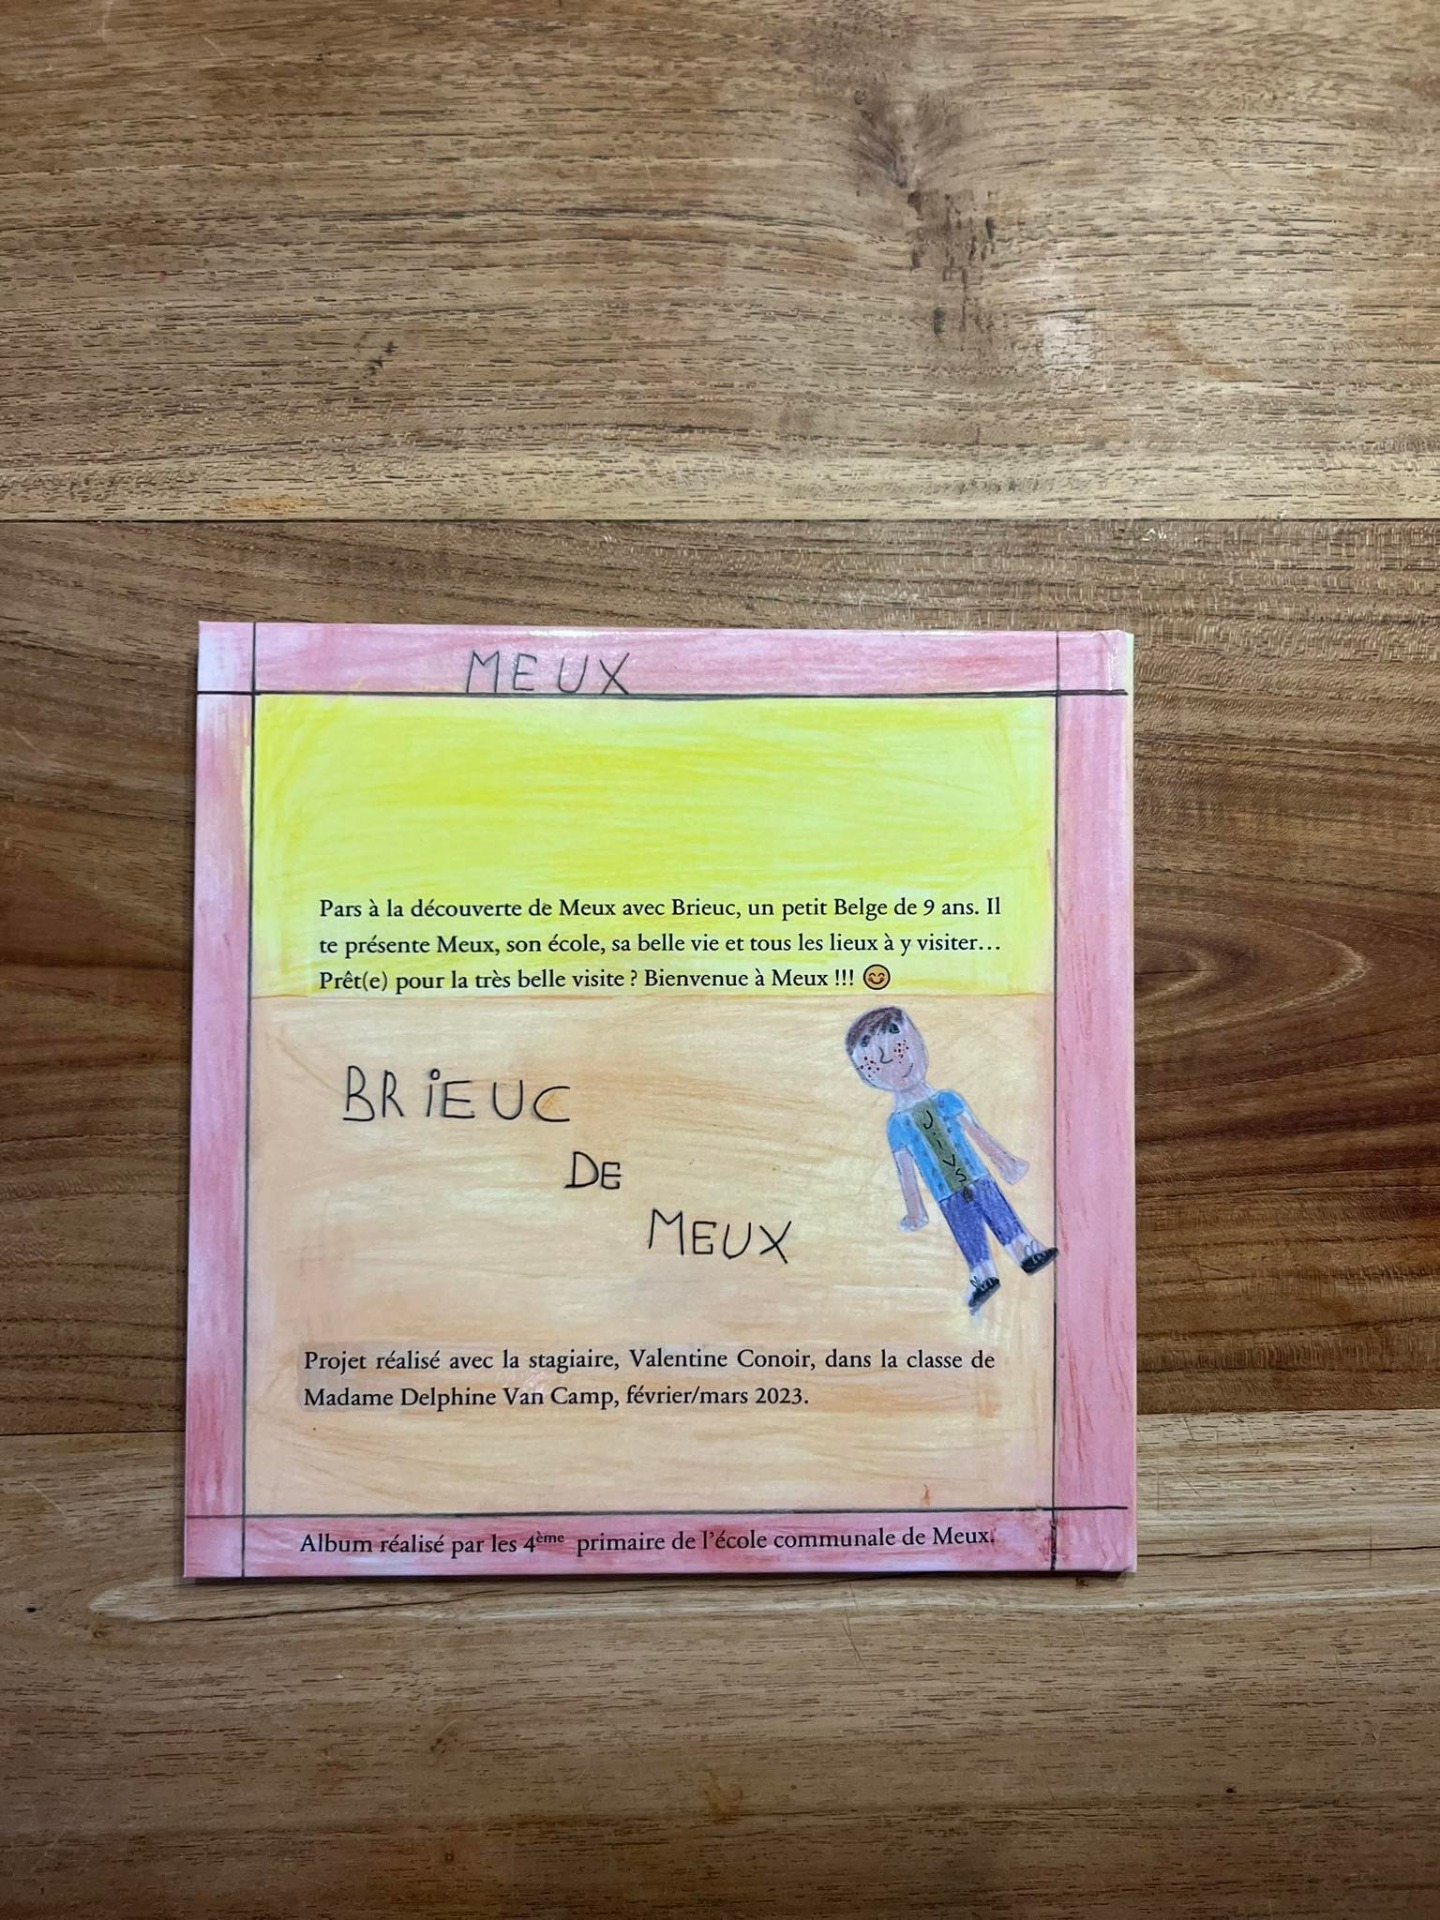 MEUX
Pars à la découverte de Meux avec Brieuc, un petit Belge de 9 ans. Il
te présente Meux, son école, sa belle vie et tous les lieux à y visiter…
Prêt(e) pour la très belle visite ? Bienvenue à Meux !!! 😊
BRiEUC
DE
MEUX
Projet réalisé avec la stagiaire, Valentine Conoir, dans la classe de
Madame Delphine Van Camp, février/mars 2023.
Album réalisé par les 4ème primaire de l'école communale de Meux.